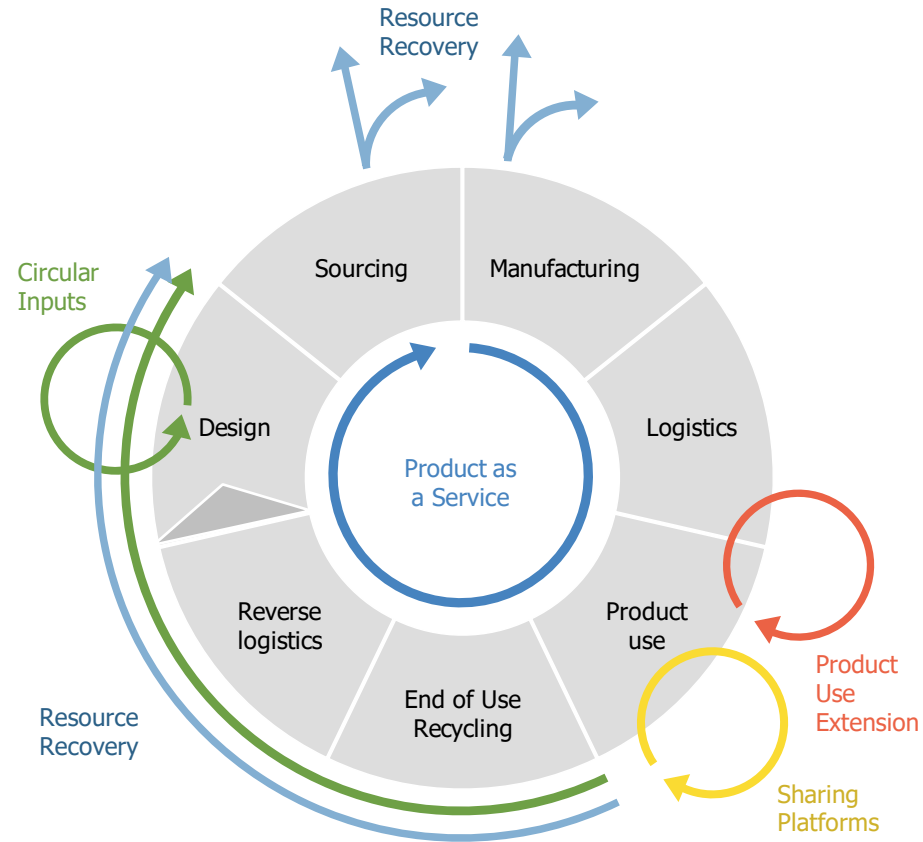 Resource
Recovery
Circular
Inputs
Sourcing
Manufacturing
Design
Logistics
Product as
a Service
Reverse
logistics
Product
use
End of Use
Recycling
Product
Use
Extension
Resource
Recovery
Sharing
Platforms